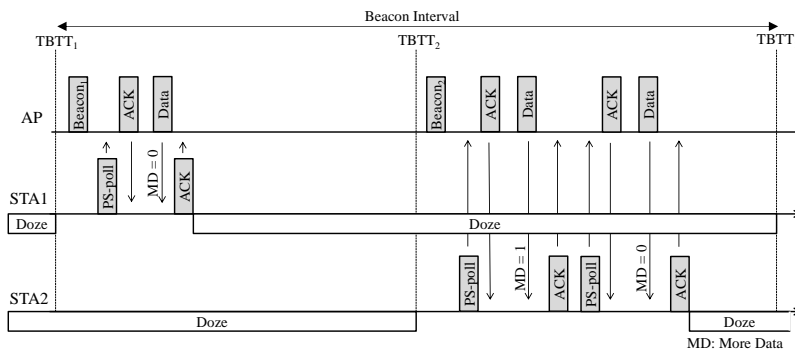 Beacon Interval
TBTT1 TBTT2 TBTT
AP Beacon1 ACK Data Beacon2 ACK Data ACK Data
MD = 0
STA1 PS-poll ACK
Doze Doze
MD = 1 MD = 0
STA2 PS-poll ACK PS-poll ACK
Doze Doze
MD: More Data